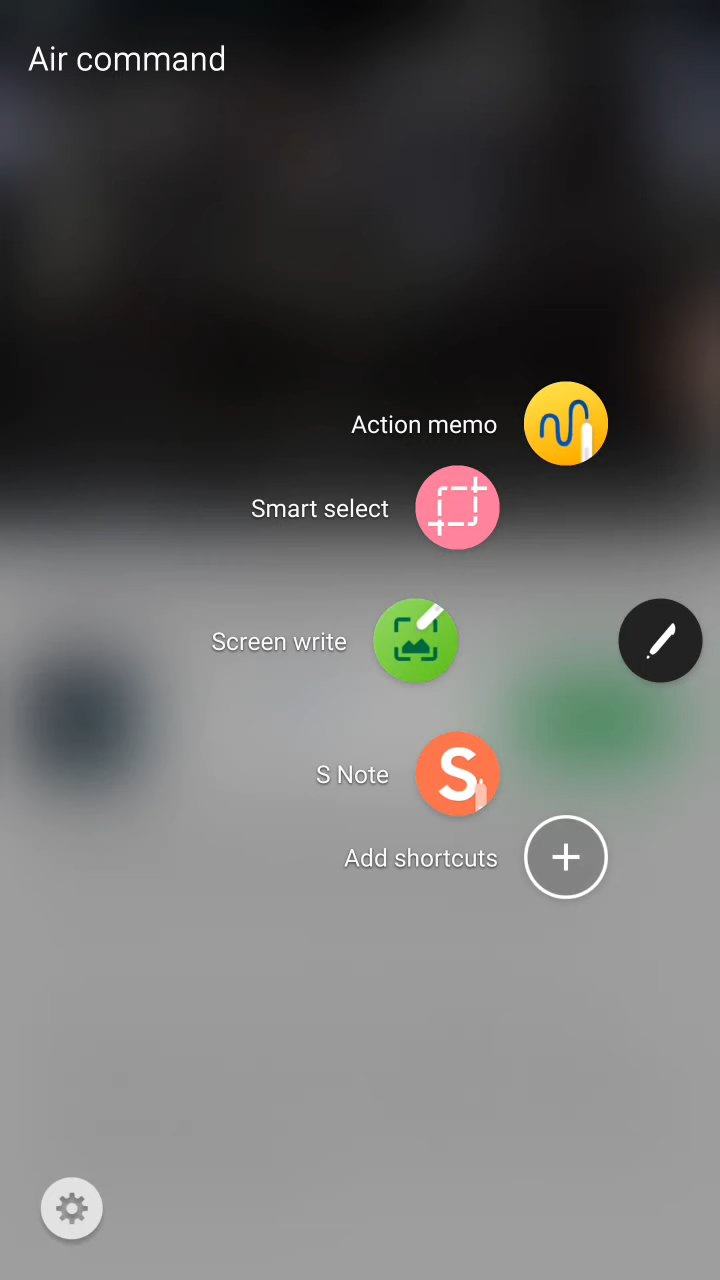 Air command
Action memo
Smart select
Screen write
S Note
S
Add shortcuts